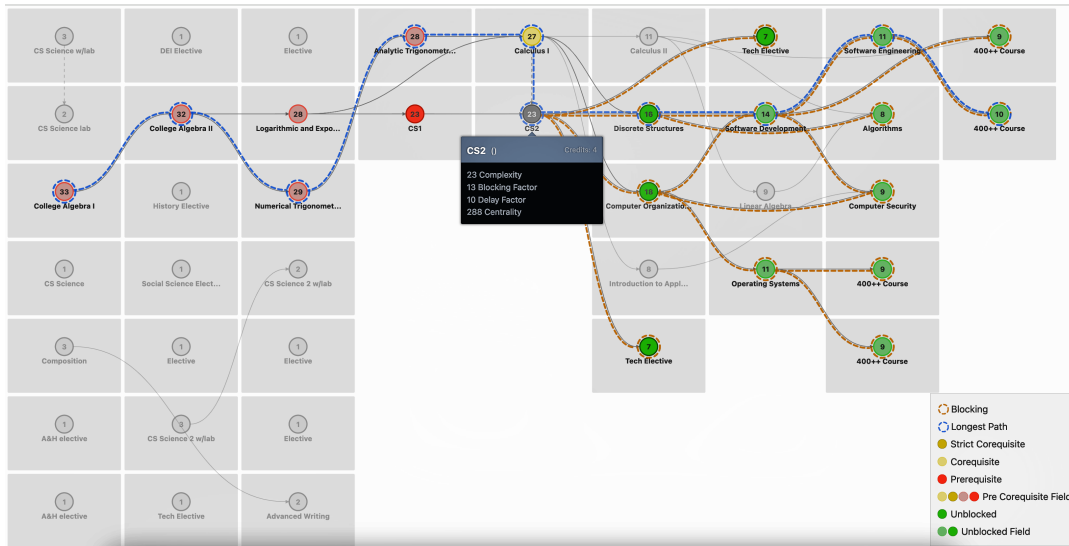 3
CS Science w/lab
1
DEI Elective
1
Elective
28
Analytic Trigonometr...
27
Calculus I
11
Calculus II
7
Tech Elective
11
Software Engineering
9
400++ Course
2
CS Science lab
32
College Algebra II
28
Logarithmic and Expo...
23
CS1
23
CS2
16
Discrete Structures
14
Software Development
8
Algorithms
10
400++ Course
CS2 ()
Credits: 4
23 Complexity
13 Blocking Factor
10 Delay Factor
288 Centrality
33
College Algebra I
1
History Elective
29
Numerical Trigonomet...
18
Computer Organizatio...
9
Linear Algebra
9
Computer Security
1
CS Science
1
Social Science Elect...
2
CS Science 2 w/lab
8
Introduction to Appl...
11
Operating Systems
9
400++ Course
3
Composition
1
Elective
1
Elective
7
Tech Elective
9
400++ Course
1
A&H elective
3
CS Science 2 w/lab
1
Elective
1
A&H elective
1
Tech Elective
2
Advanced Writing
Blocking
Longest Path
Strict Corequisite
Corequisite
Prerequisite
Pre Corequisite Field
Unblocked
Unblocked Field